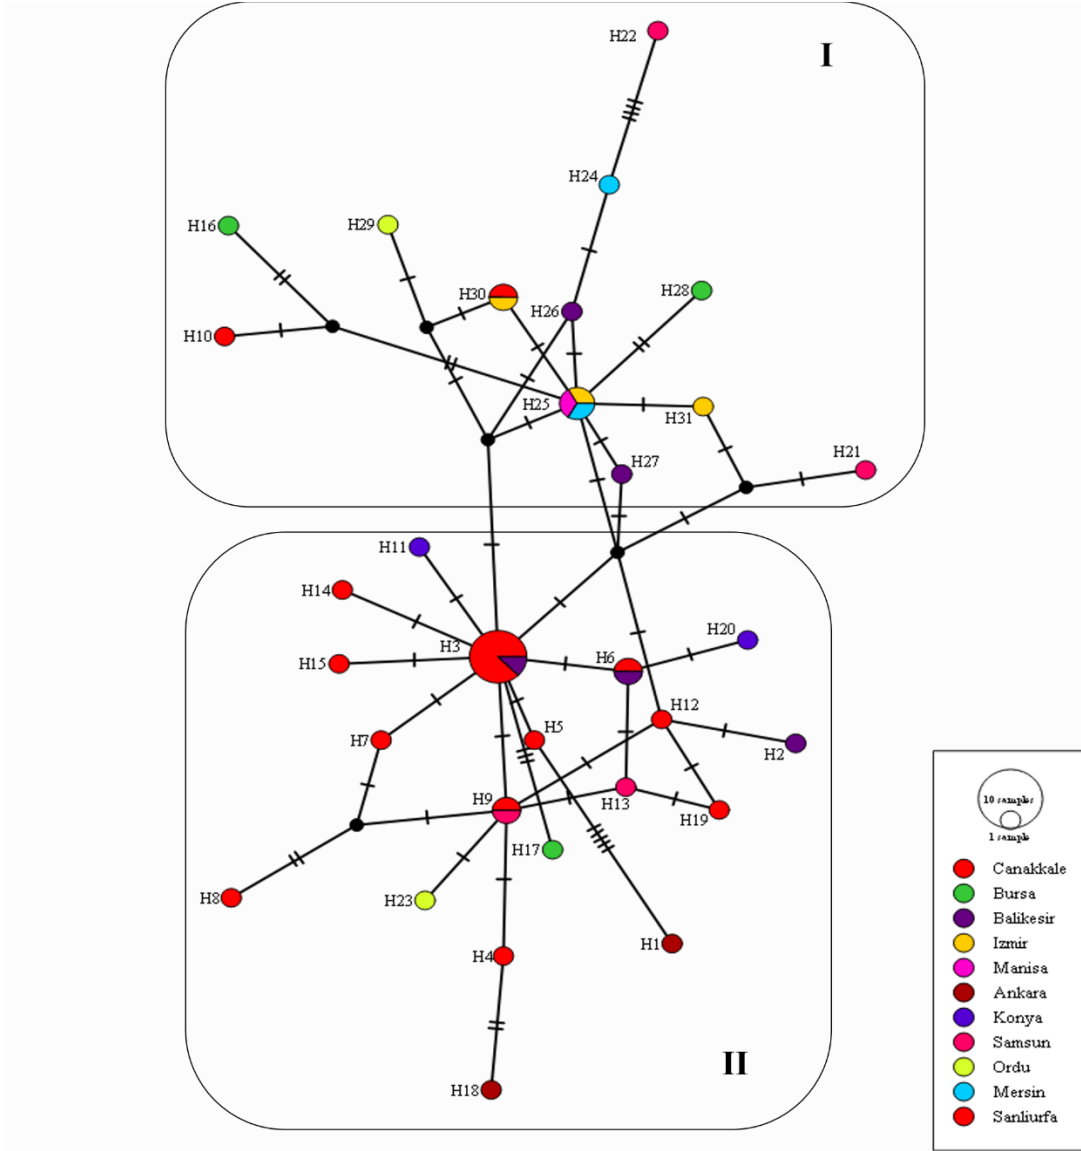 I
H22
H24
H16
H29
H30
H26
H28
H10
H25
H31
H21
H27
H11
H14
H3
H15
H6
H20
H12
H7
H5
H2
H9
H13
H19
H17
H8
H23
H1
H4
II
H18
10 samples
1 sample
Canakkale
Bursa
Balikesir
Izmir
Manisa
Ankara
Konya
Samsun
Ordu
Mersin
Sanliurfa